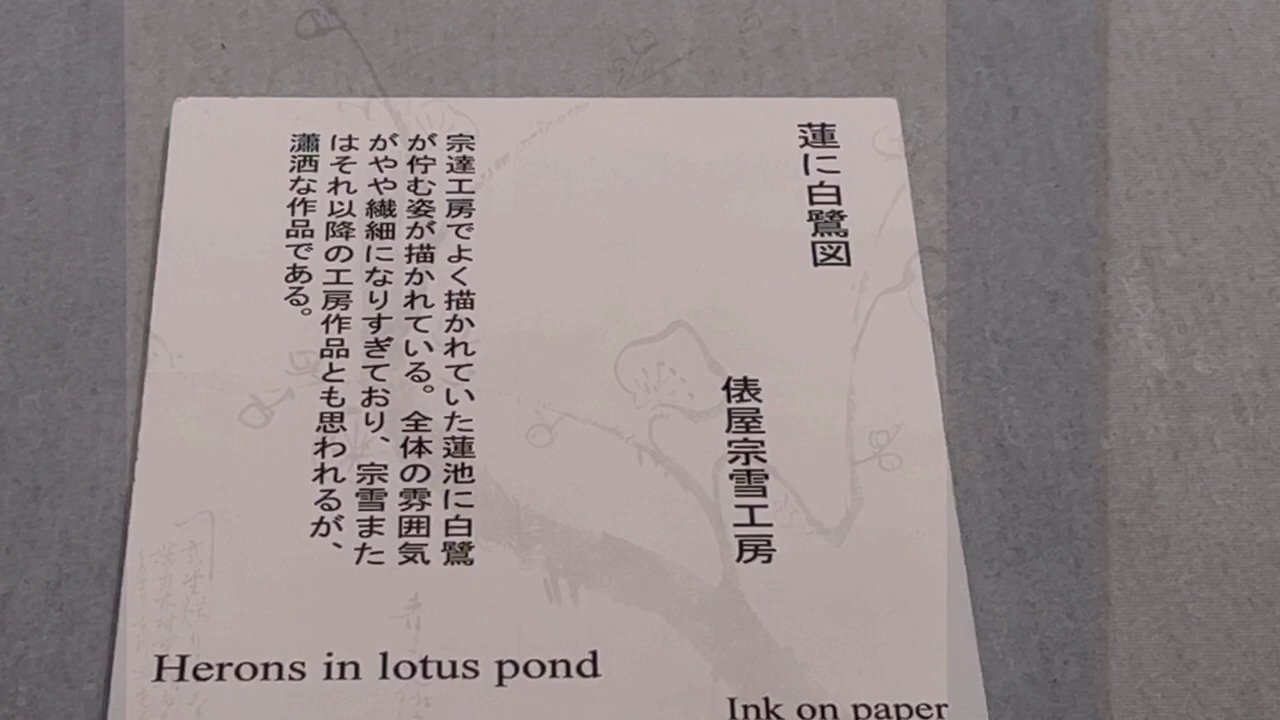 蓮に白鷺図
俵屋宗雪工房
宗達工房でよく描かれていた蓮池に白鷺
が佇む姿が描かれている。全体の雰囲気
がやや繊細になりすぎており、宗雪また
はそれ以降の工房作品とも思われるが、
瀟洒な作品である。
Herons in lotus pond
Ink on paper